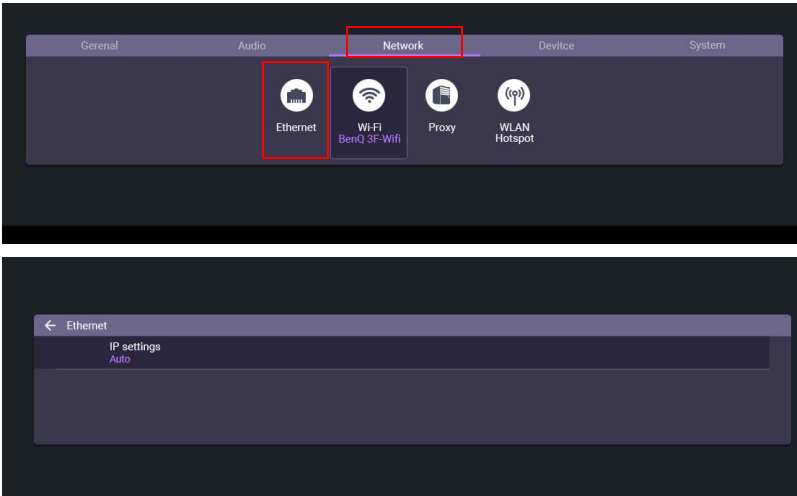 Gerenal Audio Network Devitce System
Ethernet Wi-Fi Proxy WLAN
BenQ 3F-Wifi Hotspot
Ethernet
IP settings
Auto